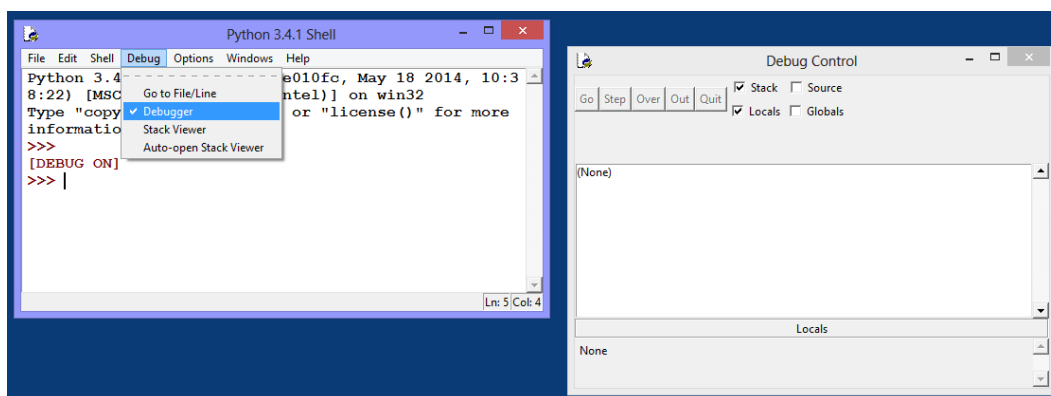 Python 3.4.1 Shell
File Edit Shell Debug Options Windows Help
Python 3.4 e010fc, May 18 2014, 10:3
8:22) [MSC ntel)] on win32
Type "copy or "license()" for more
informatio
>>>
[DEBUG ON]
>>>
Go to File/Line
Debugger
Stack Viewer
Auto-open Stack Viewer
Ln: 5 Col: 4
Debug Control
Go Step Over Out Quit
Stack Source
Locals Globals
(None)
Locals
None